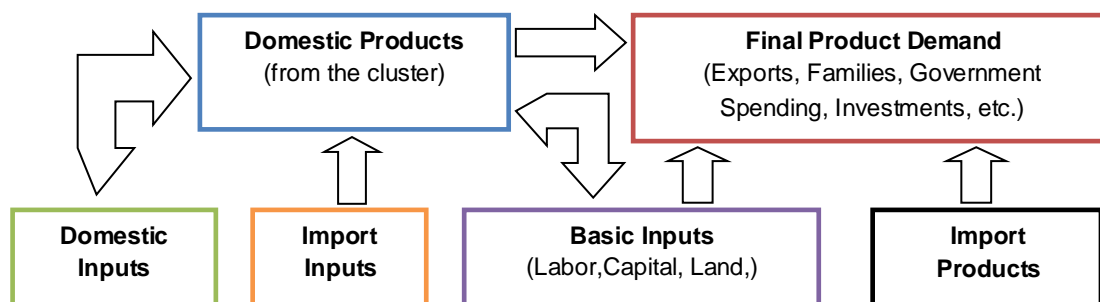 Domestic Products
(from the cluster)
Final Product Demand
(Exports, Families, Government
Spending, Investments, etc.)
Domestic
Inputs
Import
Inputs
Basic Inputs
(Labor,Capital, Land,)
Import
Products